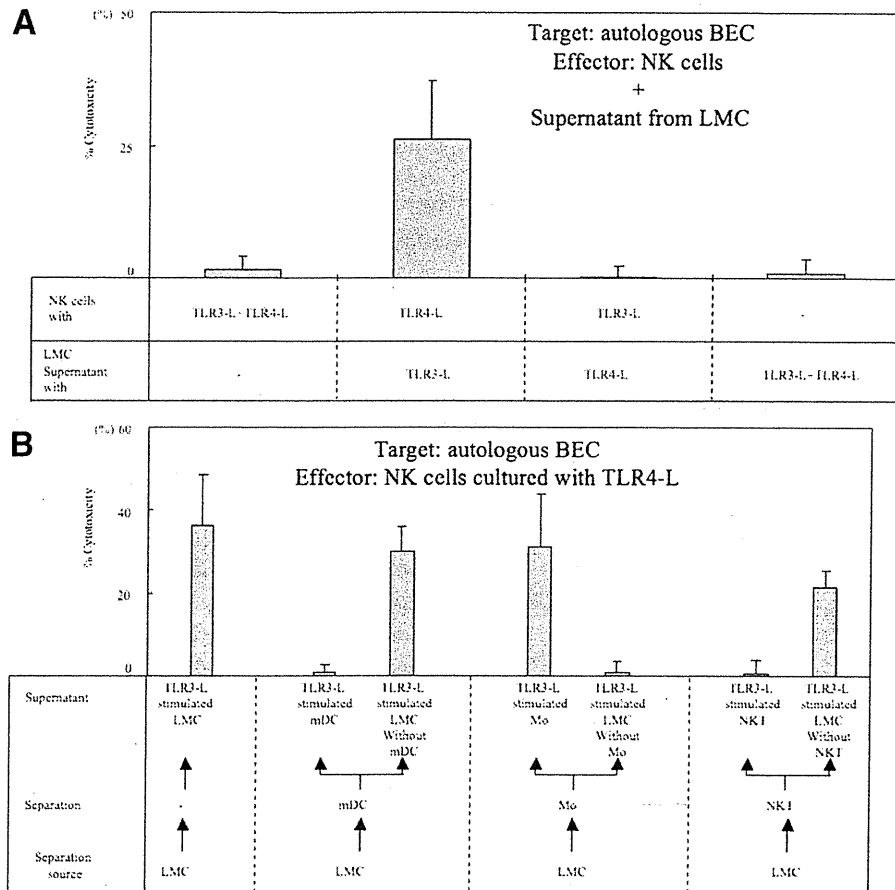 A
(%) 50
Target: autologous BEC
Effector: NK cells
+
Supernatant from LMC
% Cytotoxicity
25
0
NK cells with
TLR3-L - TLR4-L
TLR4-L
TLR3-L
-
LMC Supernatant with
-
TLR3-L
TLR4-L
TLR3-L - TLR4-L
B
(%) 60
Target: autologous BEC
Effector: NK cells cultured with TLR4-L
% Cytotoxicity
40
20
0
Supernatant
TLR3-L stimulated LMC
TLR3-L stimulated mDC
TLR3-L stimulated LMC Without mDC
TLR3-L stimulated Mo
TLR3-L stimulated LMC Without Mo
TLR3-L stimulated NKT
TLR3-L stimulated LMC Without NKT
Separation
-
mDC
Mo
NKT
Separation source
LMC
LMC
LMC
LMC